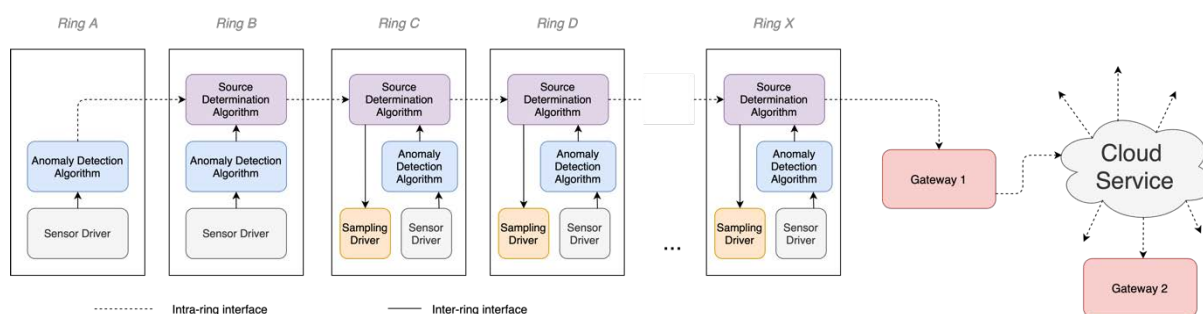 Ring A
Ring B
Ring C
Ring D
Ring X
Source
Determination
Algorithm
Source
Determination
Algorithm
Source
Determination
Algorithm
Source
Determination
Algorithm
Anomaly Detection
Algorithm
Anomaly Detection
Algorithm
Anomaly
Detection
Algorithm
Anomaly
Detection
Algorithm
Anomaly
Detection
Algorithm
Sensor Driver
Sensor Driver
Sampling
Driver
Sensor
Driver
Sampling
Driver
Sensor
Driver
...
Sampling
Driver
Sensor
Driver
Gateway 1
Cloud
Service
Gateway 2
Intra-ring interface
Inter-ring interface